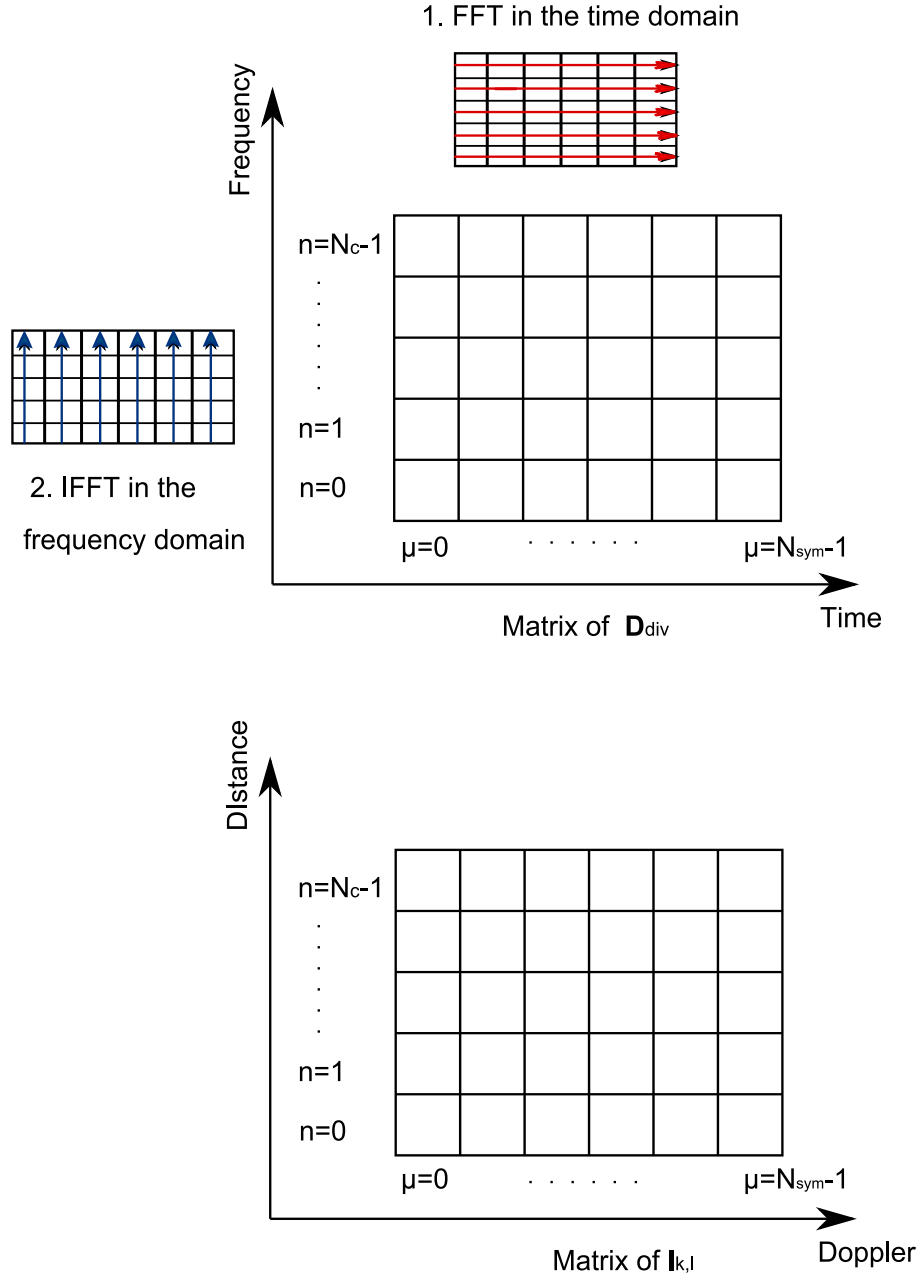 1. FFT in the time domain
Frequency
n=Nc-1
n=1
n=0
2. IFFT in the
frequency domain
μ=0 . . . . . . μ=Nsym-1
Time
Matrix of Ddiv
DIstance
n=Nc-1
n=1
n=0
μ=0 . . . . . . μ=Nsym-1
Doppler
Matrix of Ik,l